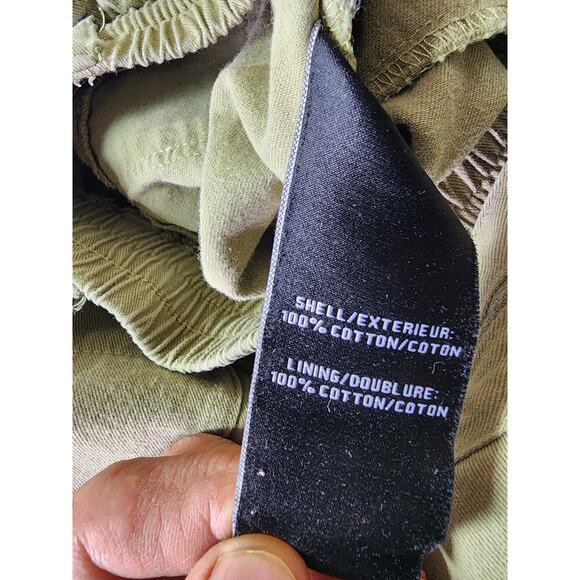 SHELL/EXTERIEUR:
100% COTTON/COTON
LINING/DOUBLURE:
100% COTTON/COTON